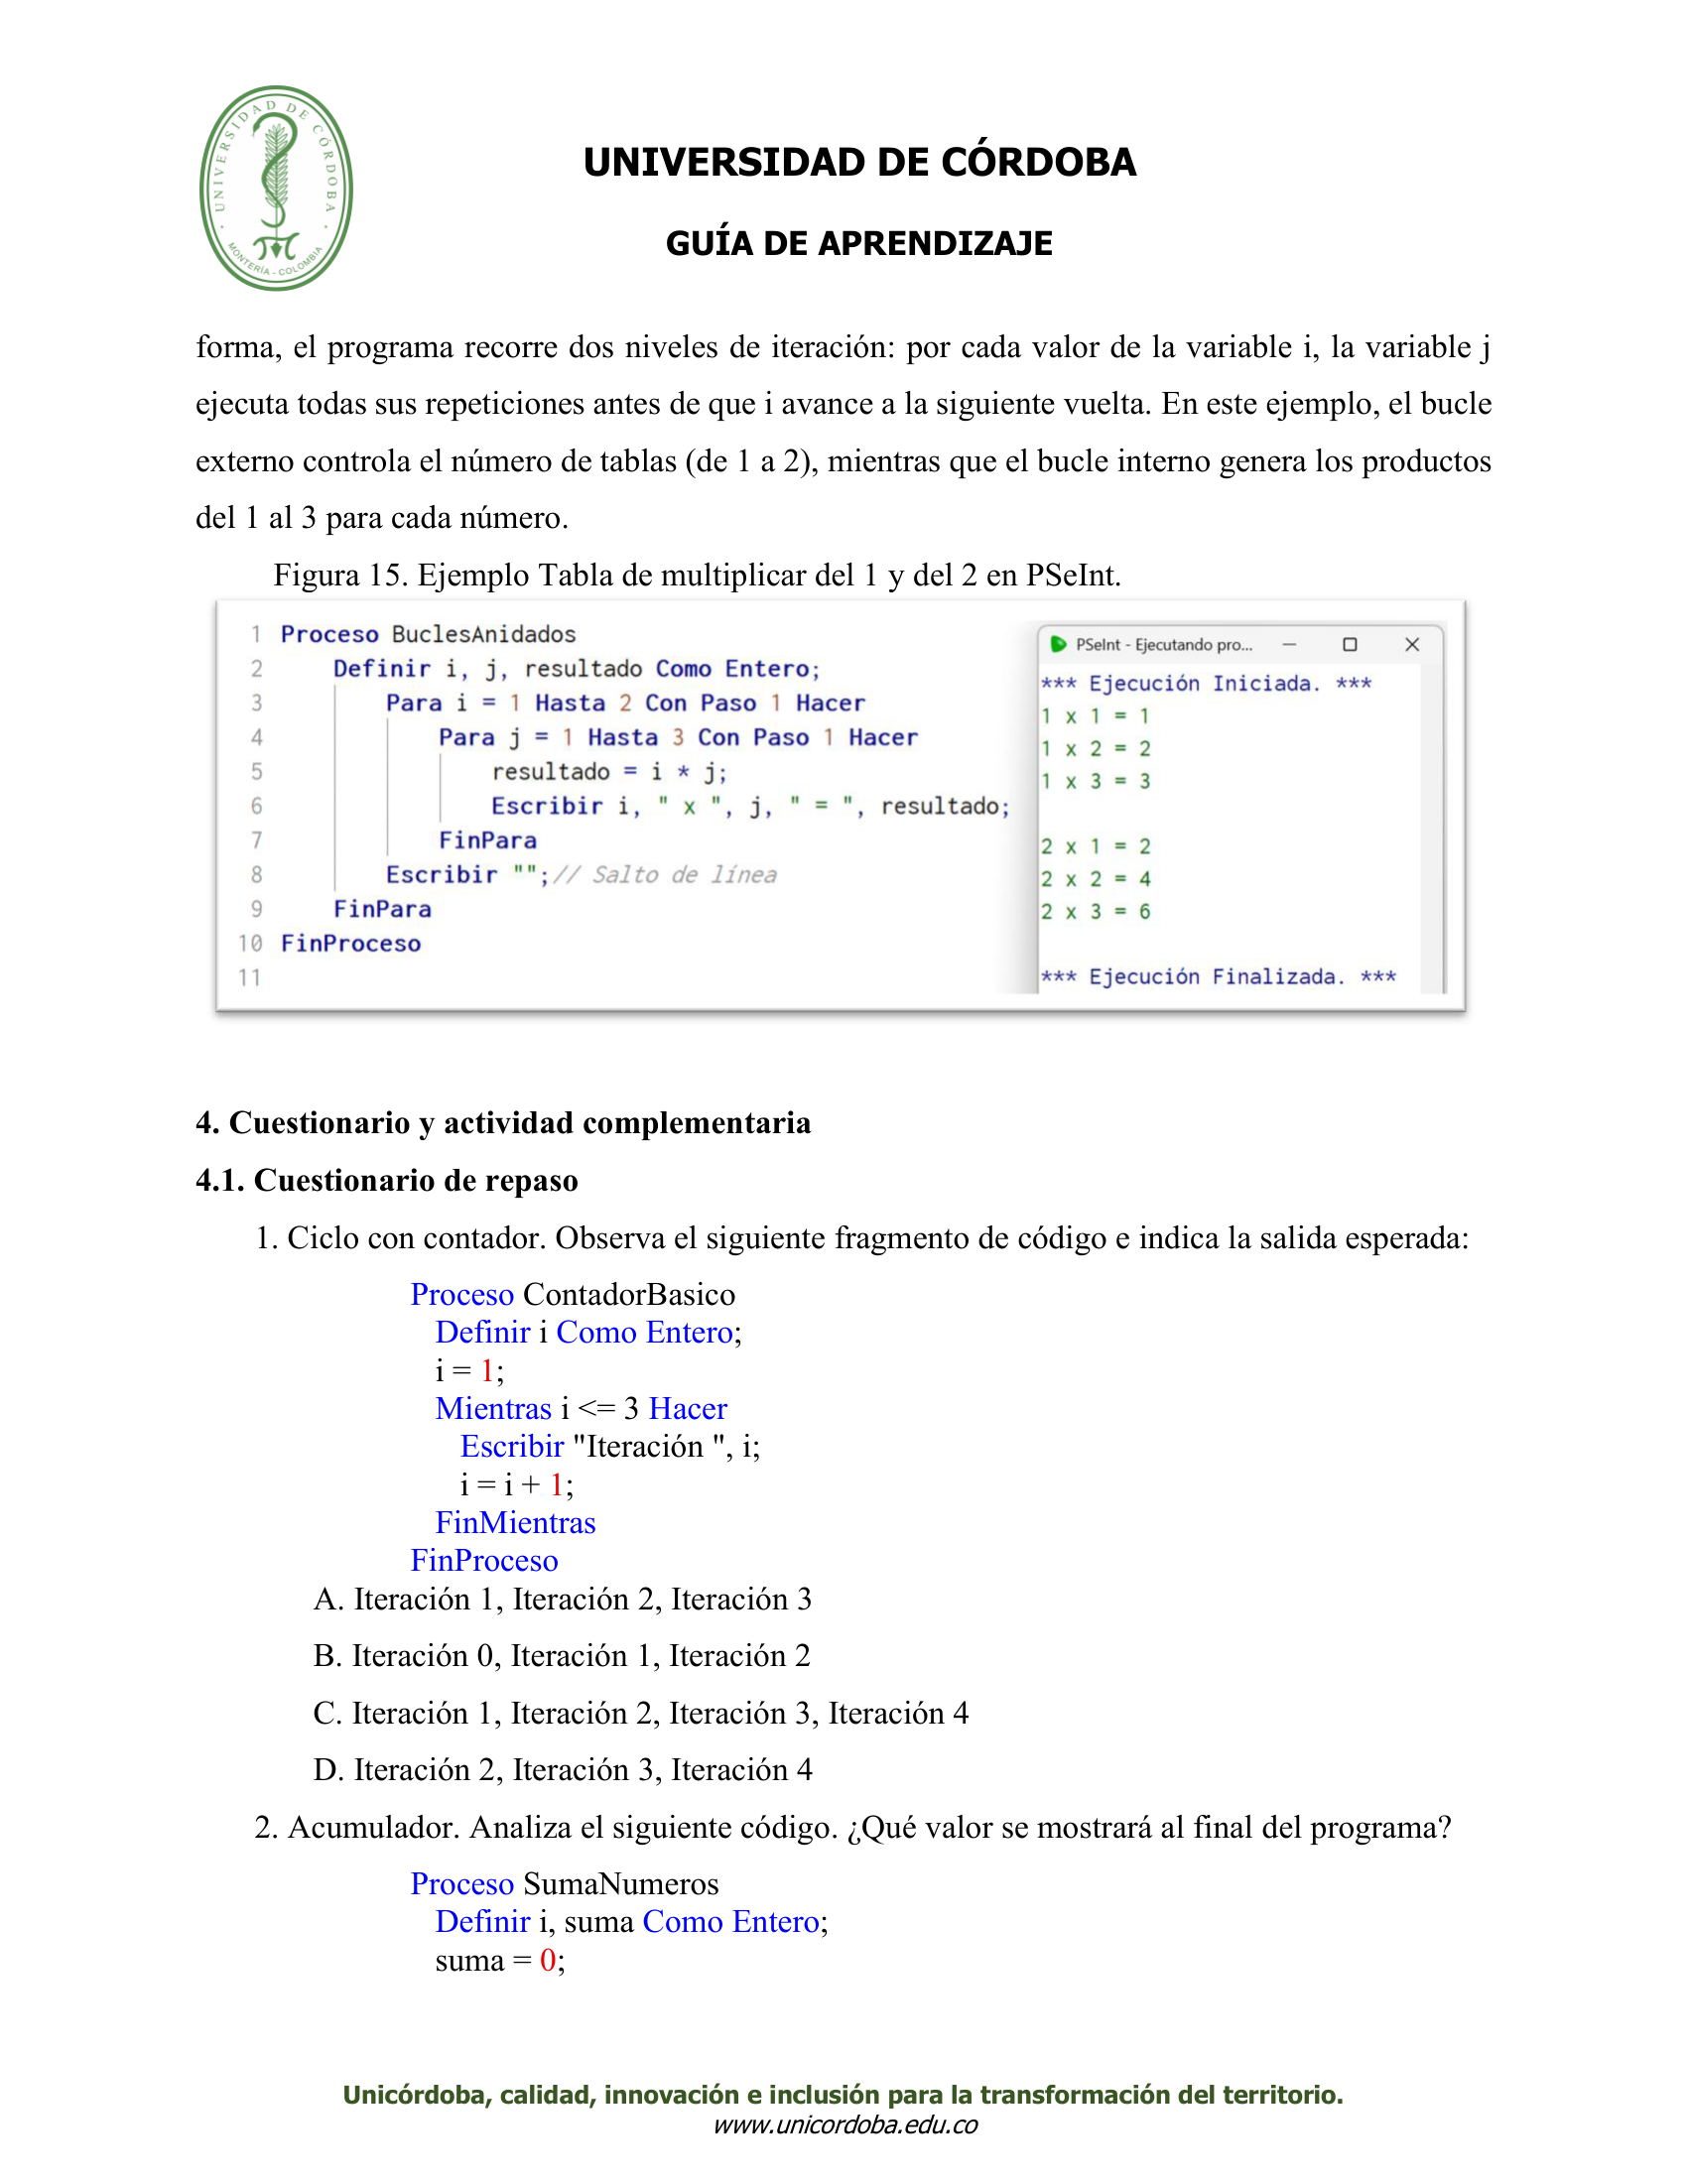 UNIVERSIDAD DE CÓRDOBA
MONTERÍA - COLOMBIA
UNIVERSIDAD DE CÓRDOBA
GUÍA DE APRENDIZAJE
forma, el programa recorre dos niveles de iteración: por cada valor de la variable i, la variable j
ejecuta todas sus repeticiones antes de que i avance a la siguiente vuelta. En este ejemplo, el bucle
externo controla el número de tablas (de 1 a 2), mientras que el bucle interno genera los productos
del 1 al 3 para cada número.
Figura 15. Ejemplo Tabla de multiplicar del 1 y del 2 en PSeInt.
1 Proceso BuclesAnidados
2 Definir i, j, resultado Como Entero;
3 Para i = 1 Hasta 2 Con Paso 1 Hacer
4 Para j = 1 Hasta 3 Con Paso 1 Hacer
5 resultado = i * j;
6 Escribir i, " x ", j, " = ", resultado;
7 FinPara
8 Escribir "";// Salto de línea
9 FinPara
10 FinProceso
11
PSeInt - Ejecutando pro...
*** Ejecución Iniciada. ***
1 x 1 = 1
1 x 2 = 2
1 x 3 = 3
2 x 1 = 2
2 x 2 = 4
2 x 3 = 6
*** Ejecución Finalizada. ***
4. Cuestionario y actividad complementaria
4.1. Cuestionario de repaso
1. Ciclo con contador. Observa el siguiente fragmento de código e indica la salida esperada:
Proceso ContadorBasico
Definir i Como Entero;
i = 1;
Mientras i <= 3 Hacer
Escribir "Iteración ", i;
i = i + 1;
FinMientras
FinProceso
A. Iteración 1, Iteración 2, Iteración 3
B. Iteración 0, Iteración 1, Iteración 2
C. Iteración 1, Iteración 2, Iteración 3, Iteración 4
D. Iteración 2, Iteración 3, Iteración 4
2. Acumulador. Analiza el siguiente código. ¿Qué valor se mostrará al final del programa?
Proceso SumaNumeros
Definir i, suma Como Entero;
suma = 0;
Unicórdoba, calidad, innovación e inclusión para la transformación del territorio.
www.unicordoba.edu.co